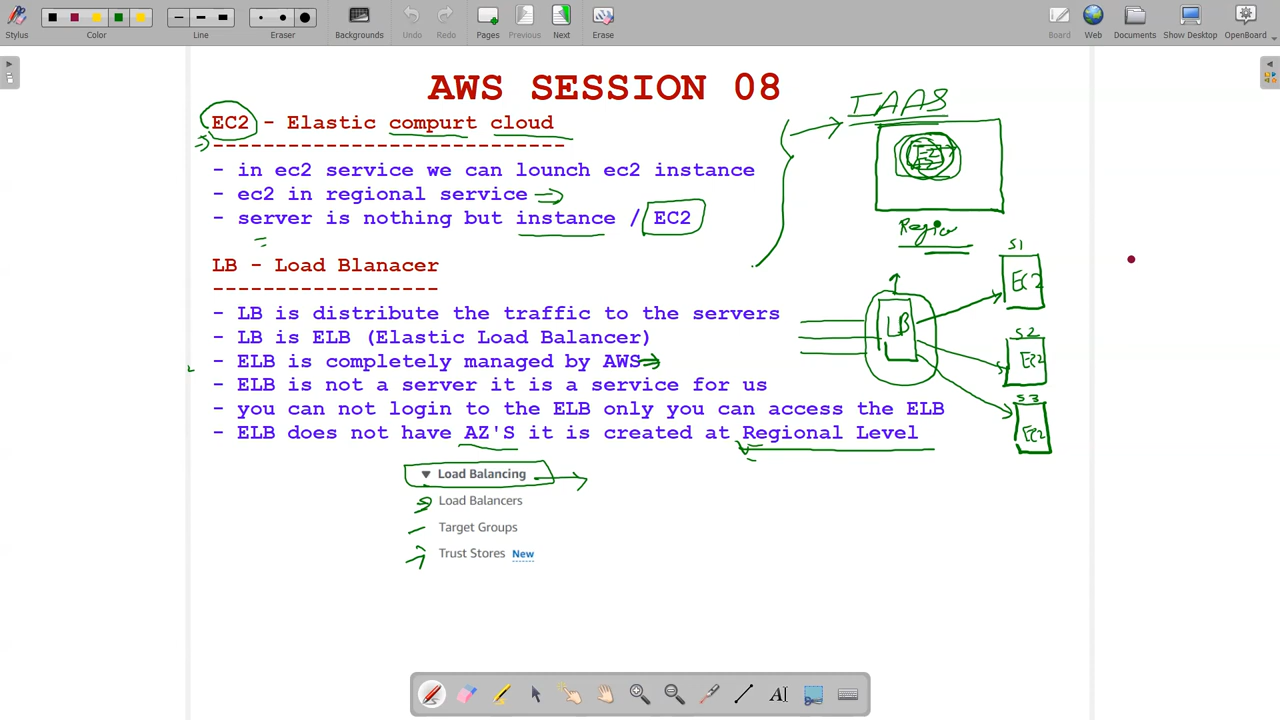 Stylus
Color
Line
Eraser
Backgrounds
Undo
Redo
Pages
Previous
Next
Erase
Board
Web
Documents
Show Desktop
OpenBoard
AWS SESSION 08
EC2 - Elastic compurt cloud
- in ec2 service we can lounch ec2 instance
- ec2 in regional service
- server is nothing but instance / EC2
IAAS
Region
LB - Load Blanacer
- LB is distribute the traffic to the servers
- LB is ELB (Elastic Load Balancer)
- ELB is completely managed by AWS
- ELB is not a server it is a service for us
- you can not login to the ELB only you can access the ELB
- ELB does not have AZ'S it is created at Regional Level
LB
S1
EC2
S2
EC2
S3
EC2
Load Balancing
Load Balancers
Target Groups
Trust Stores New